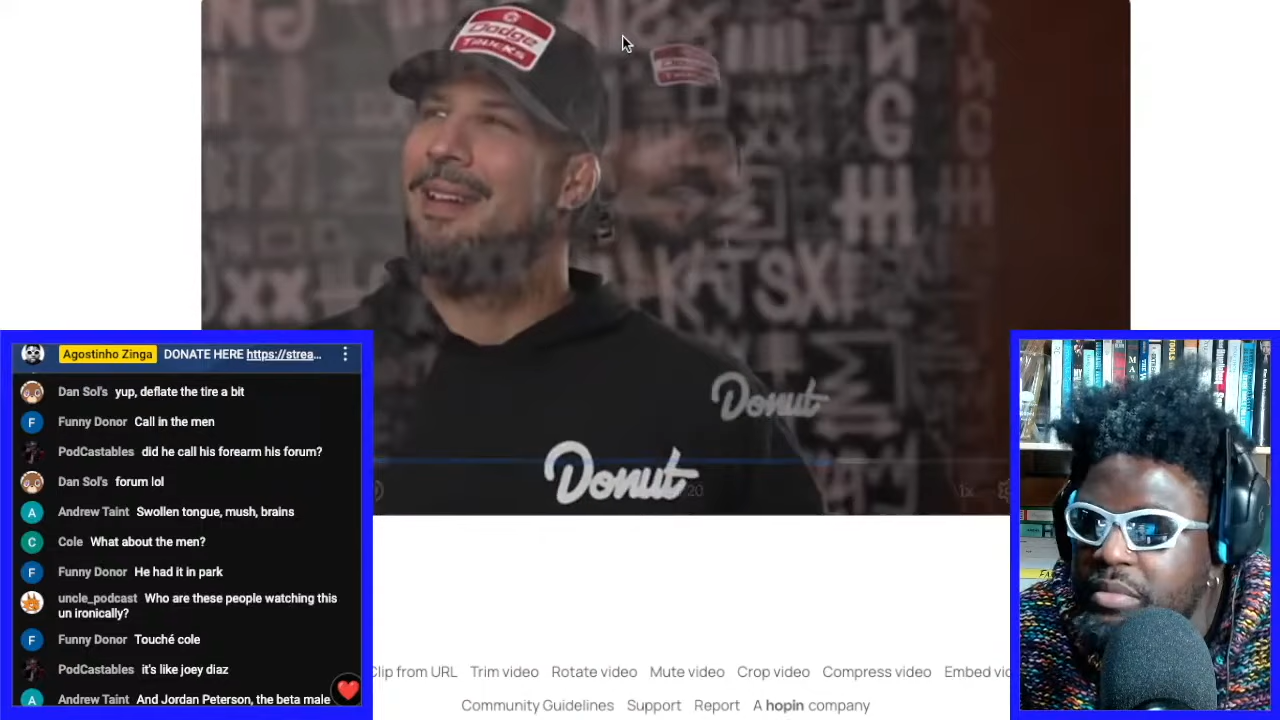 Dodge
TRUCKS
Donut
Donut
1x
Agostinho Zinga DONATE HERE https://strea...
Dan Sol's yup, deflate the tire a bit
Funny Donor Call in the men
PodCastables did he call his forearm his forum?
Dan Sol's forum lol
Andrew Taint Swollen tongue, mush, brains
Cole What about the men?
Funny Donor He had it in park
uncle_podcast Who are these people watching this
un ironically?
Funny Donor Touché cole
PodCastables it's like joey diaz
Andrew Taint And Jordan Peterson, the beta male
Clip from URL Trim video Rotate video Mute video Crop video Compress video Embed vid
Community Guidelines Support Report A hopin company